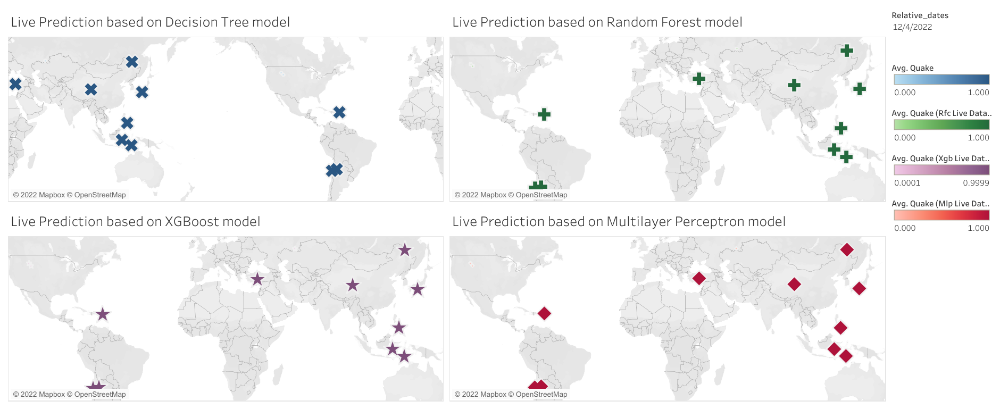 Live Prediction based on Decision Tree model
© 2022 Mapbox © OpenStreetMap
Live Prediction based on Random Forest model
© 2022 Mapbox © OpenStreetMap
Live Prediction based on XGBoost model
© 2022 Mapbox © OpenStreetMap
Live Prediction based on Multilayer Perceptron model
© 2022 Mapbox © OpenStreetMap
Relative_dates
12/4/2022
Avg. Quake
0.000 1.000
Avg. Quake (Rfc Live Data..
0.000 1.000
Avg. Quake (Xgb Live Dat..
0.0001 0.9999
Avg. Quake (Mlp Live Dat..
0.000 1.000